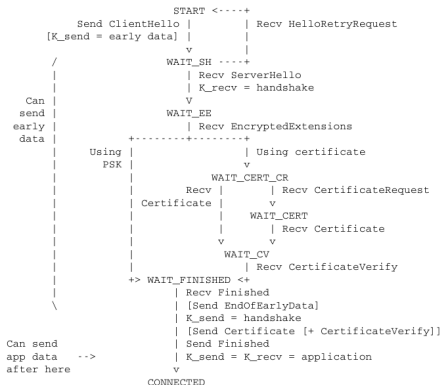 START <----+
Send ClientHello | | Recv HelloRetryRequest
[K_send = early data] | |
v |
/ WAIT_SH ----+
| | Recv ServerHello
| | K_recv = handshake
Can | V
send | WAIT_EE
early | | Recv EncryptedExtensions
data | +--------+--------+
| Using | | Using certificate
| PSK | v
| | WAIT_CERT_CR
| | Recv | | Recv CertificateRequest
| | Certificate | v
| | | WAIT_CERT
| | | | Recv Certificate
| | v v
| | WAIT_CV
| | | Recv CertificateVerify
| +> WAIT_FINISHED <+
| | Recv Finished
\ | [Send EndOfEarlyData]
| K_send = handshake
| [Send Certificate [+ CertificateVerify]]
Can send | Send Finished
app data --> | K_send = K_recv = application
after here v
CONNECTED